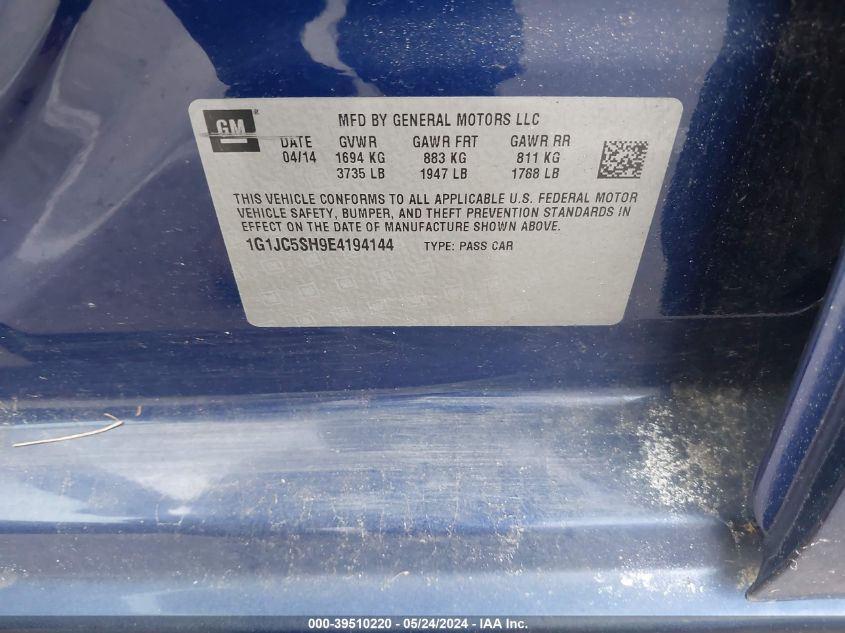 GM
MFD BY GENERAL MOTORS LLC
DATE GVWR GAWR FRT GAWR RR
04/14 1694 KG 883 KG 811 KG
3735 LB 1947 LB 1768 LB
THIS VEHICLE CONFORMS TO ALL APPLICABLE U.S. FEDERAL MOTOR
VEHICLE SAFETY, BUMPER, AND THEFT PREVENTION STANDARDS IN
EFFECT ON THE DATE OF MANUFACTURE SHOWN ABOVE.
1G1JC5SH9E4194144 TYPE: PASS CAR
000-39510220 - 05/24/2024 - IAA Inc.